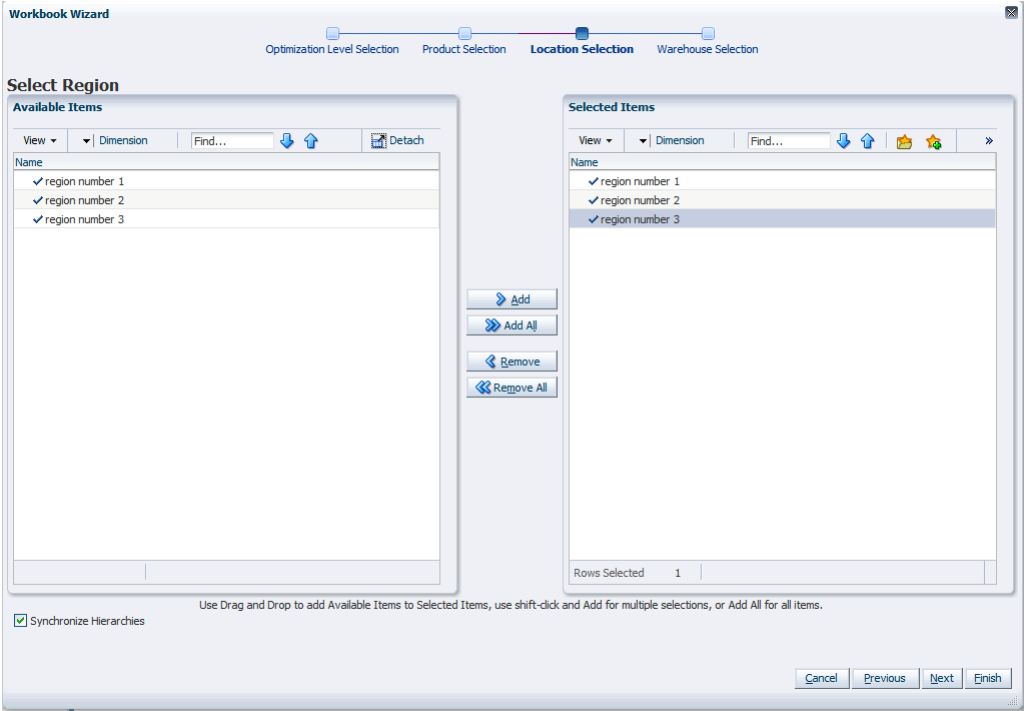 Workbook Wizard
Optimization Level Selection Product Selection Location Selection Warehouse Selection
Select Region
Available Items
View Dimension Find... Detach
Name
region number 1
region number 2
region number 3
Add
Add All
Remove
Remove All
Selected Items
View Dimension Find... »
Name
region number 1
region number 2
region number 3
Rows Selected 1
Use Drag and Drop to add Available Items to Selected Items, use shift-click and Add for multiple selections, or Add All for all items.
Synchronize Hierarchies
Cancel Previous Next Finish